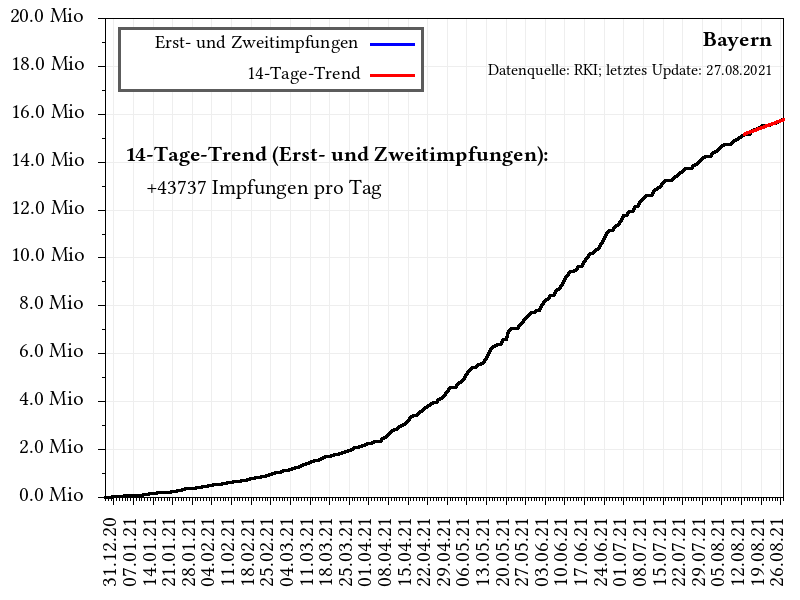 20.0 Mio
18.0 Mio
16.0 Mio
14.0 Mio
12.0 Mio
10.0 Mio
8.0 Mio
6.0 Mio
4.0 Mio
2.0 Mio
0.0 Mio
Erst- und Zweitimpfungen
14-Tage-Trend
Bayern
Datenquelle: RKI; letztes Update: 27.08.2021
14-Tage-Trend (Erst- und Zweitimpfungen):
+43737 Impfungen pro Tag
31.12.20
07.01.21
14.01.21
21.01.21
28.01.21
04.02.21
11.02.21
18.02.21
25.02.21
04.03.21
11.03.21
18.03.21
25.03.21
01.04.21
08.04.21
15.04.21
22.04.21
29.04.21
06.05.21
13.05.21
20.05.21
27.05.21
03.06.21
10.06.21
17.06.21
24.06.21
01.07.21
08.07.21
15.07.21
22.07.21
29.07.21
05.08.21
12.08.21
19.08.21
26.08.21